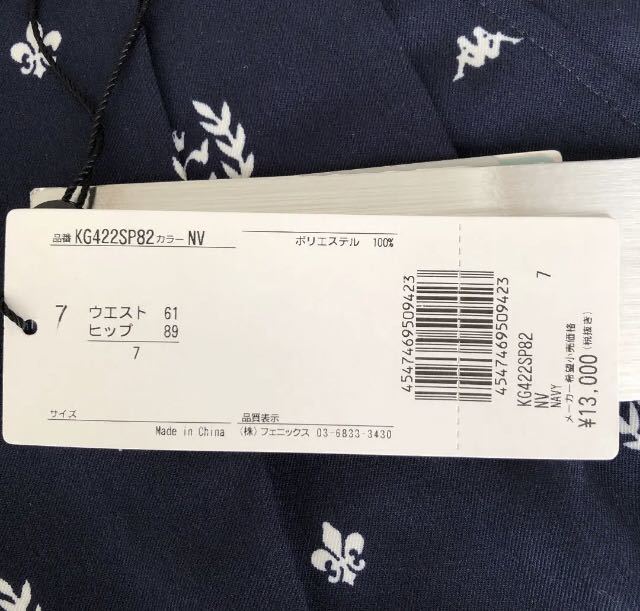 品番 KG422SP82 カラー NV
ポリエステル 100%
7 ウエスト 61
ヒップ 89
7
サイズ
Made in China
品質表示
(株) フェニックス 03-6833-3430
4547469509423
4547469509423
7
KG422SP82
NV
NAVY
メーカー希望小売価格
¥13,000 (税抜き)